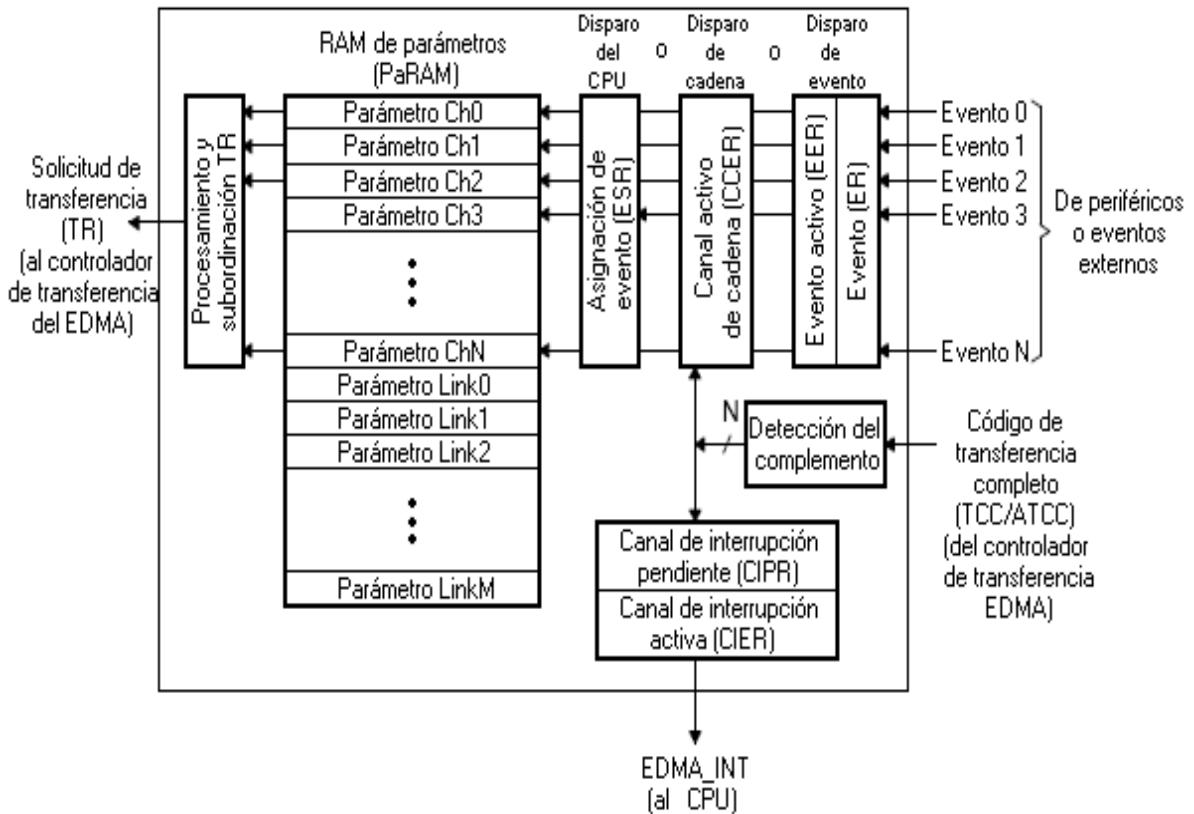 RAM de parámetros
(PaRAM)
Disparo
del
CPU
o
Disparo
de
cadena
o
Disparo
de
evento
Solicitud de
transferencia
(TR)
(al controlador
de transferencia
del EDMA)
Procesamiento y
subordinación TR
Parámetro Ch0
Parámetro Ch1
Parámetro Ch2
Parámetro Ch3
Parámetro ChN
Parámetro Link0
Parámetro Link1
Parámetro Link2
Parámetro LinkM
Asignación de
evento (ESR)
Canal activo
de cadena (CCER)
Evento activo (EER)
Evento (ER)
Evento 0
Evento 1
Evento 2
Evento 3
Evento N
De periféricos
o eventos
externos
N
Detección del
complemento
Código de
transferencia
completo
(TCC/ATCC)
(del controlador
de transferencia
EDMA)
Canal de interrupción
pendiente (CIPR)
Canal de interrupción
activa (CIER)
EDMA_INT
(al CPU)